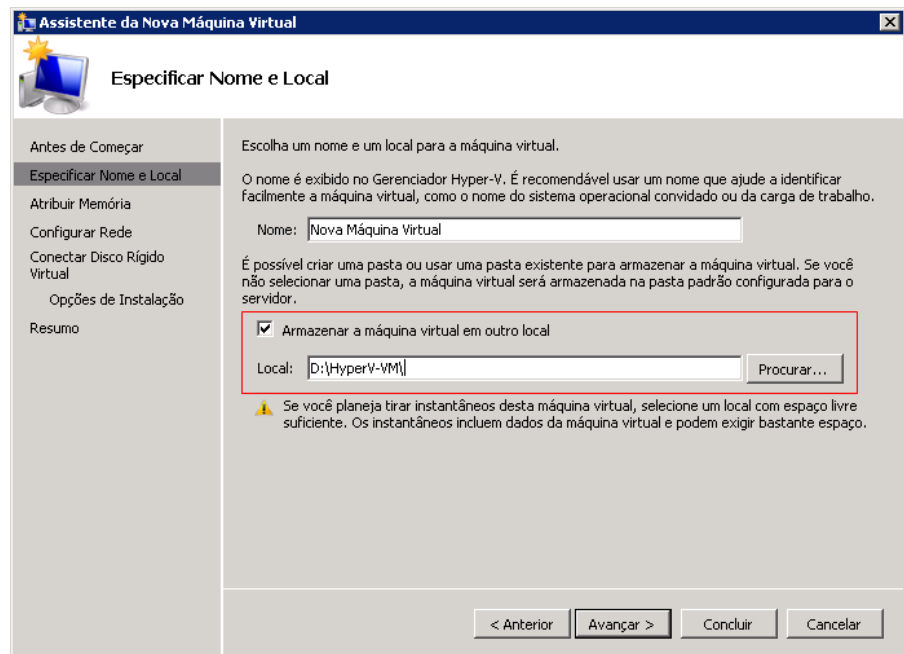 Assistente da Nova Máquina Virtual
Especificar Nome e Local
Antes de Começar
Especificar Nome e Local
Atribuir Memória
Configurar Rede
Conectar Disco Rígido
Virtual
Opções de Instalação
Resumo
Escolha um nome e um local para a máquina virtual.
O nome é exibido no Gerenciador Hyper-V. É recomendável usar um nome que ajude a identificar
facilmente a máquina virtual, como o nome do sistema operacional convidado ou da carga de trabalho.
Nome: Nova Máquina Virtual
É possível criar uma pasta ou usar uma pasta existente para armazenar a máquina virtual. Se você
não selecionar uma pasta, a máquina virtual será armazenada na pasta padrão configurada para o
servidor.
Armazenar a máquina virtual em outro local
Local: D:\HyperV-VM\ Procurar...
Se você planeja tirar instantâneos desta máquina virtual, selecione um local com espaço livre
suficiente. Os instantâneos incluem dados da máquina virtual e podem exigir bastante espaço.
< Anterior Avançar > Concluir Cancelar